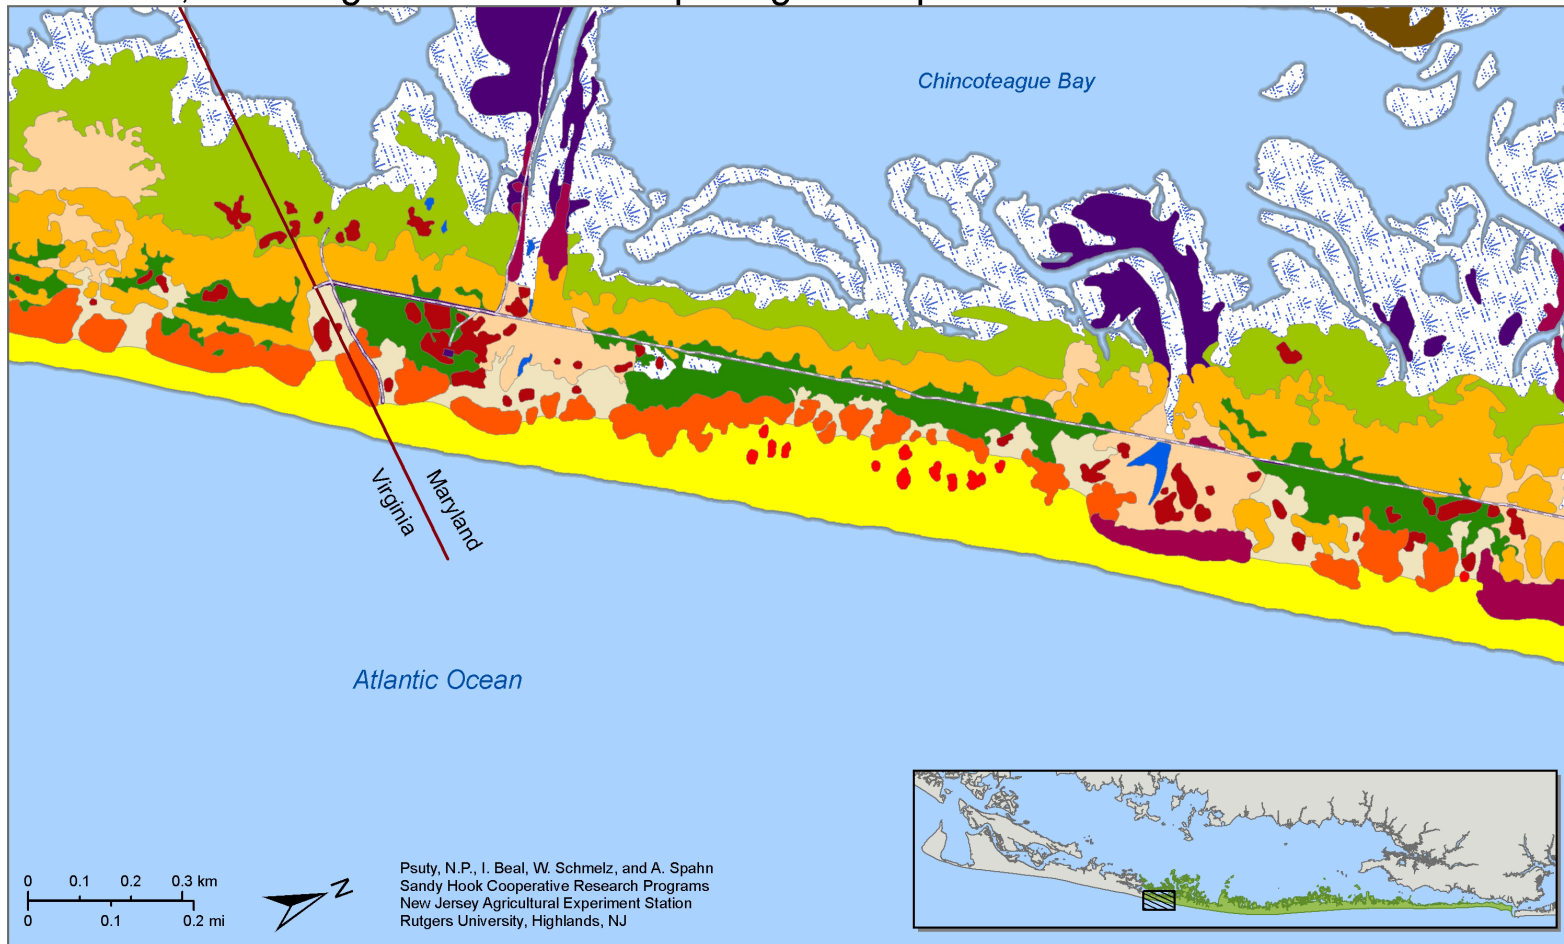 Chincoteague Bay
Maryland
Virginia
Atlantic Ocean
0 0.1 0.2 0.3 km
0 0.1 0.2 mi
N
Psuty, N.P., I. Beal, W. Schmelz, and A. Spahn
Sandy Hook Cooperative Research Programs
New Jersey Agricultural Experiment Station
Rutgers University, Highlands, NJ